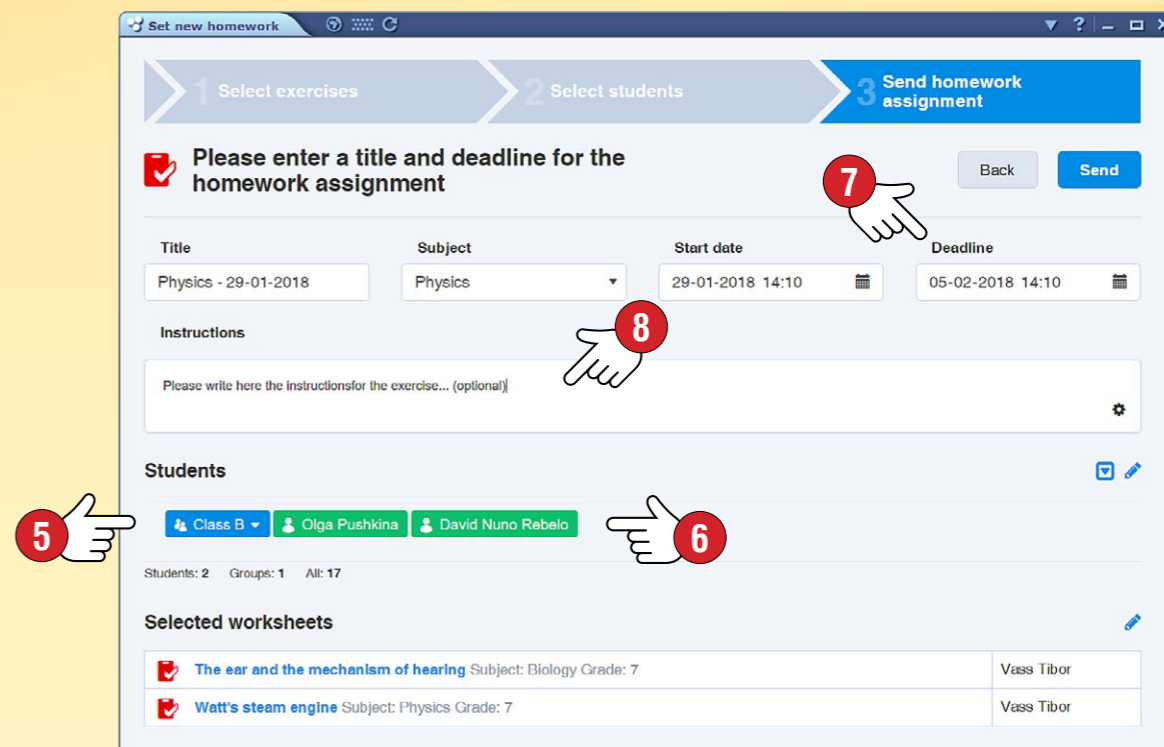 Set new homework
?
1 Select exercises
2 Select students
3 Send homework
assignment
Please enter a title and deadline for the
homework assignment
7
Back
Send
Title
Subject
Start date
Deadline
Physics - 29-01-2018
Physics
29-01-2018 14:10
05-02-2018 14:10
Instructions
8
Please write here the instructionsfor the exercise... (optional)
Students
5
Class B
Olga Pushkina
David Nuno Rebelo
6
Students: 2 Groups: 1 All: 17
Selected worksheets
The ear and the mechanism of hearing Subject: Biology Grade: 7
Vass Tibor
Watt's steam engine Subject: Physics Grade: 7
Vass Tibor